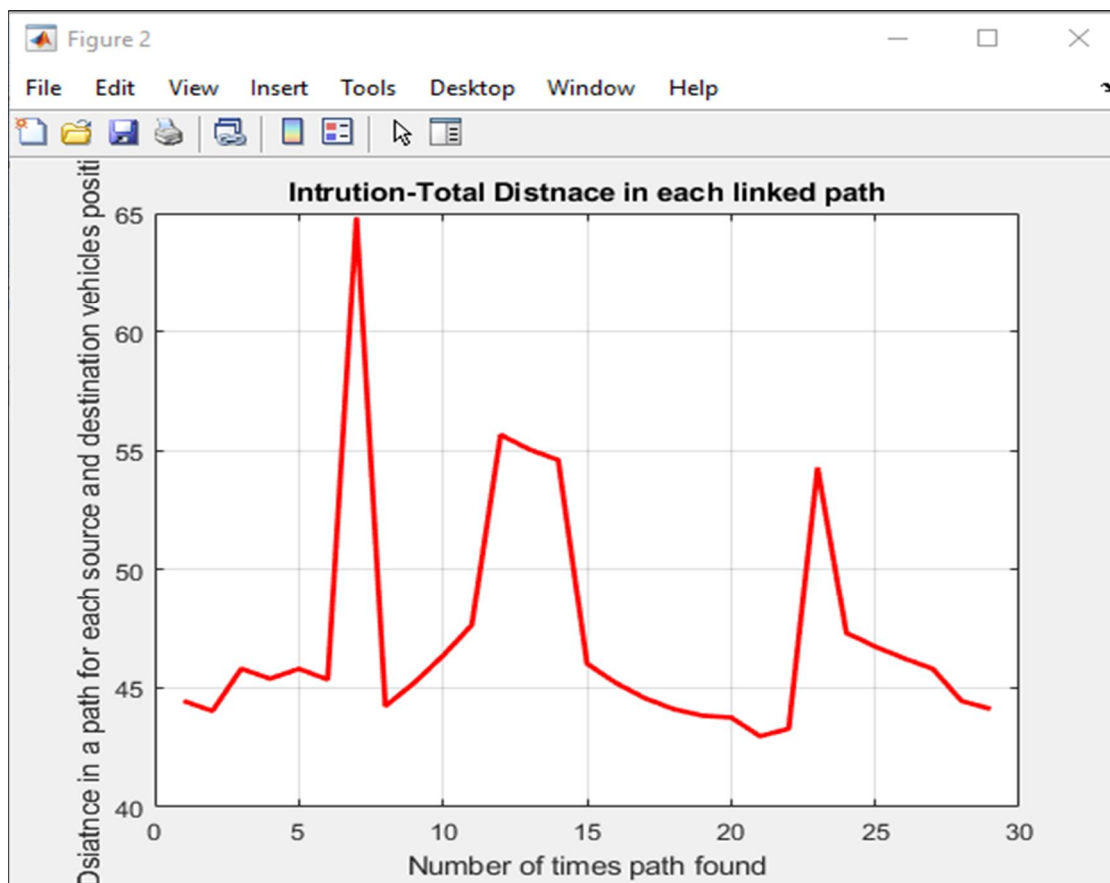 Figure 2
File Edit View Insert Tools Desktop Window Help
Intrution-Total Distnace in each linked path
Dsiatnce in a path for each source and destination vehicles positi
65
60
55
50
45
40
0 5 10 15 20 25 30
Number of times path found